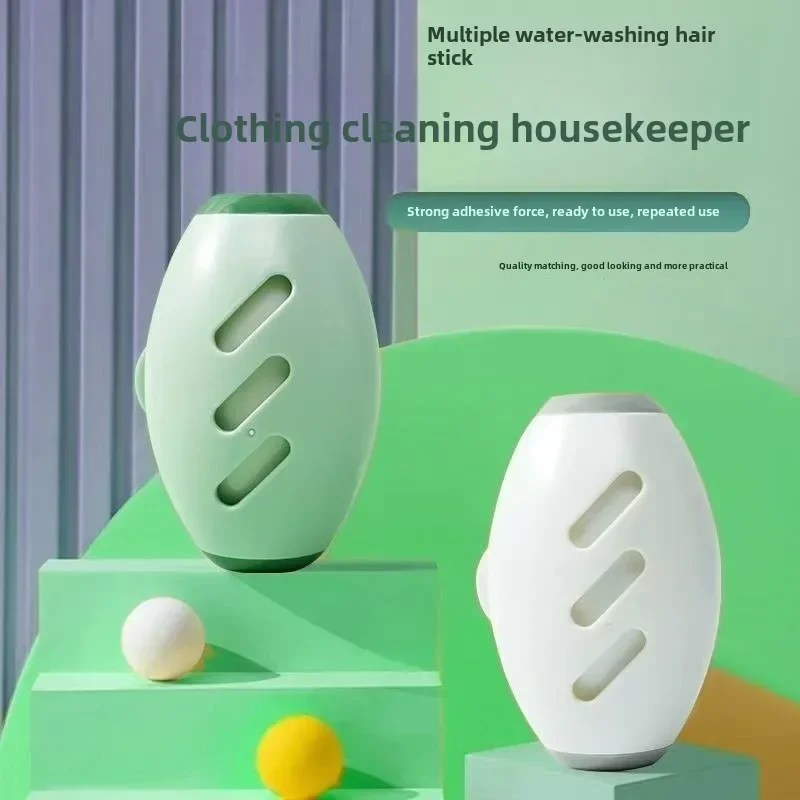 Multiple water-washing hair
stick
Clothing cleaning housekeeper
Strong adhesive force, ready to use, repeated use
Quality matching, good looking and more practical